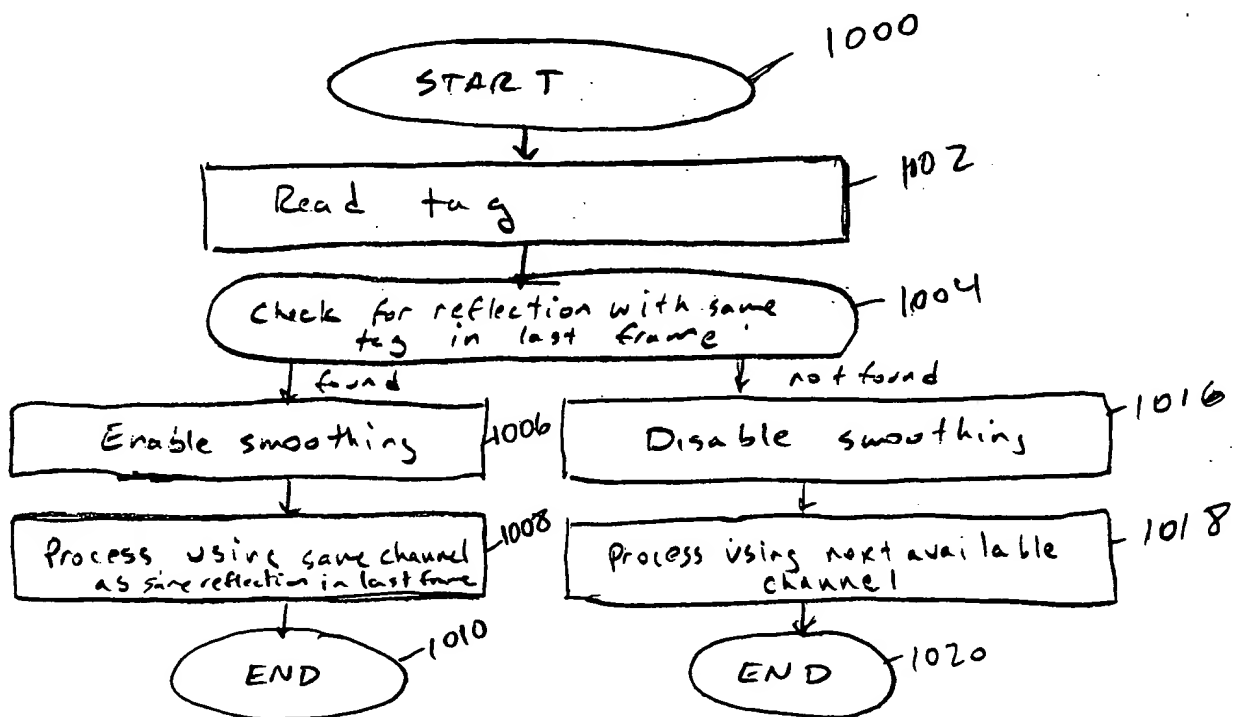 START
1000
Read tag
1002
Check for reflection with same
tag in last frame
1004
found
not found
Enable smoothing
1006
Disable smoothing
1016
Process using same channel
as same reflection in last frame
1008
Process using next available
channel
1018
END
1010
END
1020